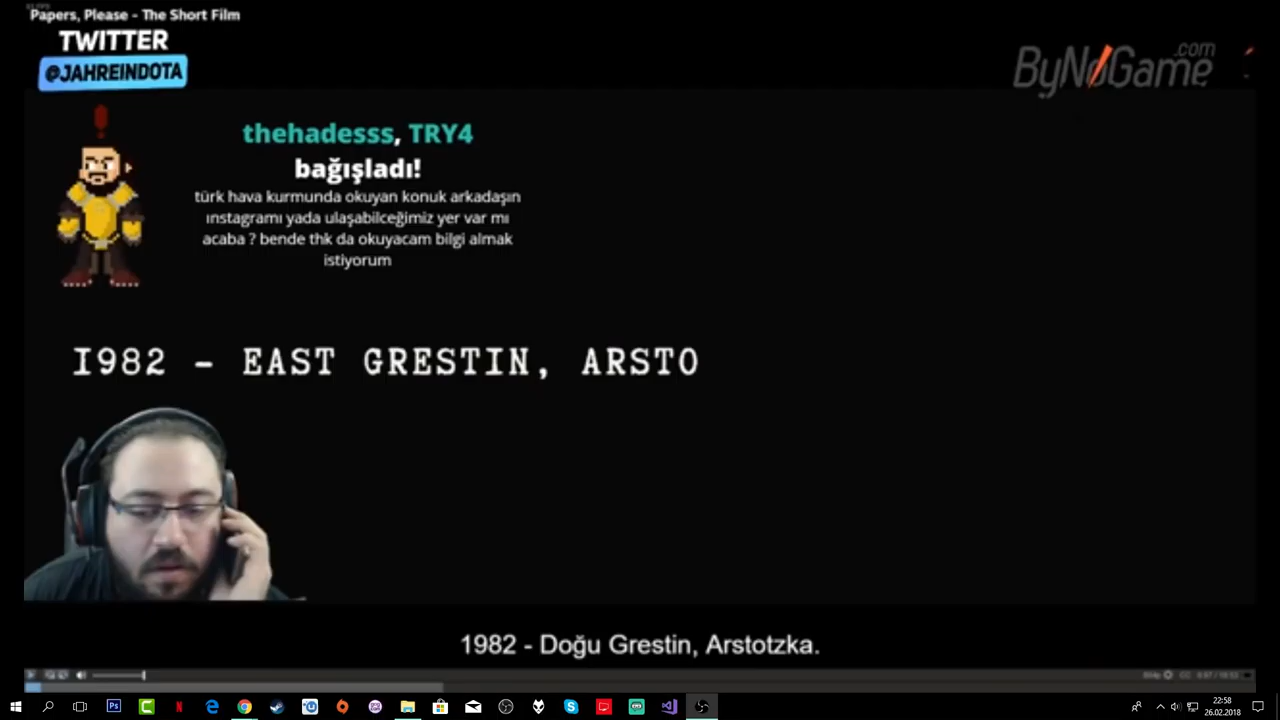 Papers, Please - The Short Film
TWITTER
@JAHREINDOTA
ByNoGame.com
thehadesss, TRY4
bağışladı!
türk hava kurmunda okuyan konuk arkadaşın
ınstagramı yada ulaşabilceğimiz yer var mı
acaba ? bende thk da okuyacam bilgi almak
istiyorum
1982 - EAST GRESTIN, ARSTO
1982 - Doğu Grestin, Arstotzka.
22:58
26.02.2018